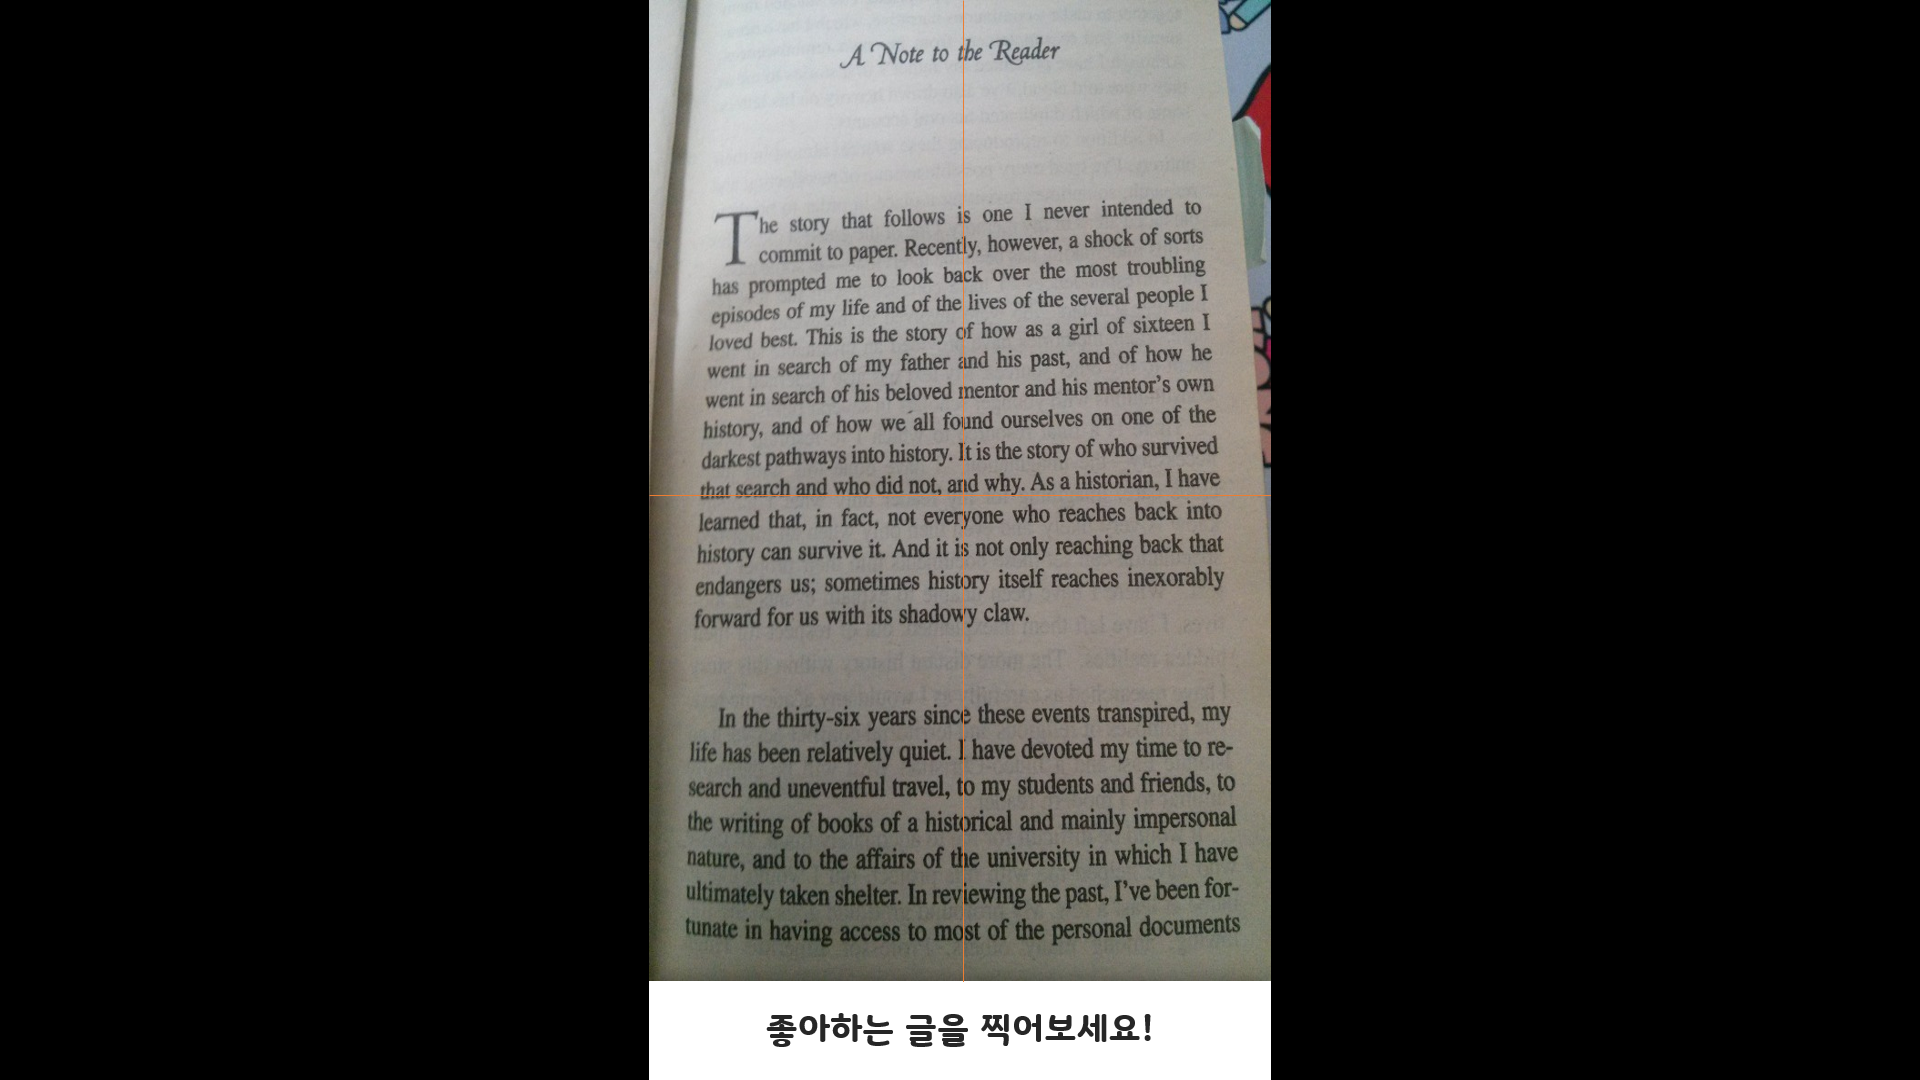 A Note to the Reader
The story that follows is one I never intended to
commit to paper. Recently, however, a shock of sorts
has prompted me to look back over the most troubling
episodes of my life and of the lives of the several people I
loved best. This is the story of how as a girl of sixteen I
went in search of my father and his past, and of how he
went in search of his beloved mentor and his mentor's own
history, and of how we all found ourselves on one of the
darkest pathways into history. It is the story of who survived
that search and who did not, and why. As a historian, I have
learned that, in fact, not everyone who reaches back into
history can survive it. And it is not only reaching back that
endangers us; sometimes history itself reaches inexorably
forward for us with its shadowy claw.
In the thirty-six years since these events transpired, my
life has been relatively quiet. I have devoted my time to re-
search and uneventful travel, to my students and friends, to
the writing of books of a historical and mainly impersonal
nature, and to the affairs of the university in which I have
ultimately taken shelter. In reviewing the past, I've been for-
tunate in having access to most of the personal documents
좋아하는 글을 찍어보세요!